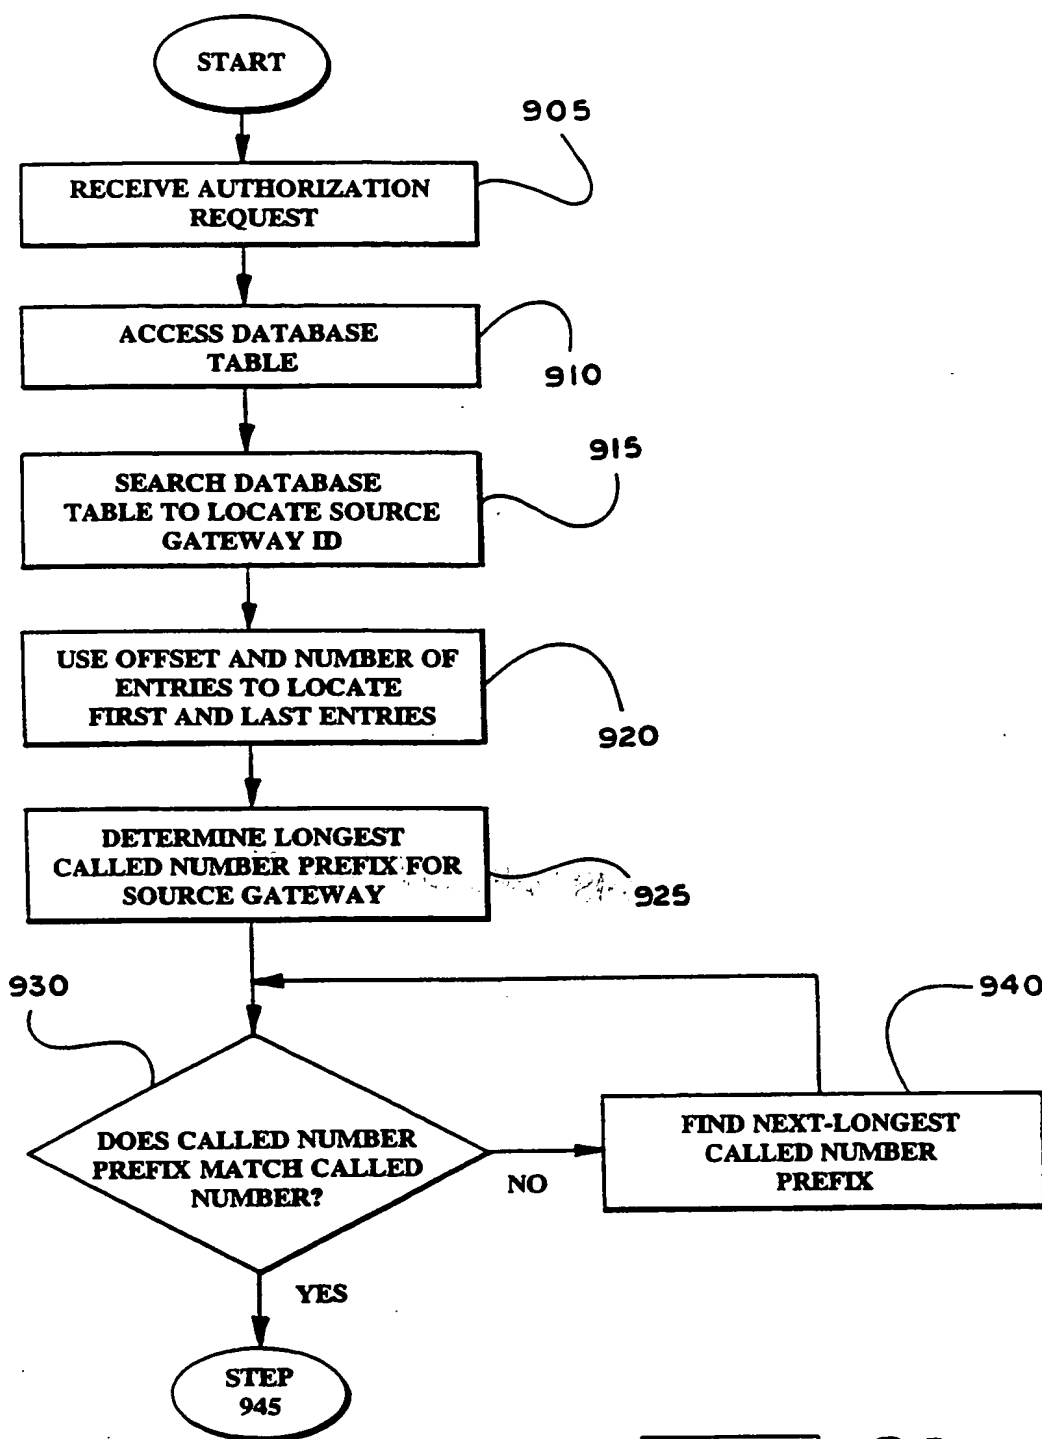 START
905
RECEIVE AUTHORIZATION
REQUEST
ACCESS DATABASE
TABLE
910
915
SEARCH DATABASE
TABLE TO LOCATE SOURCE
GATEWAY ID
USE OFFSET AND NUMBER OF
ENTRIES TO LOCATE
FIRST AND LAST ENTRIES
920
DETERMINE LONGEST
CALLED NUMBER PREFIX FOR
SOURCE GATEWAY
925
930
940
DOES CALLED NUMBER
PREFIX MATCH CALLED
NUMBER?
NO
FIND NEXT-LONGEST
CALLED NUMBER
PREFIX
YES
STEP
945